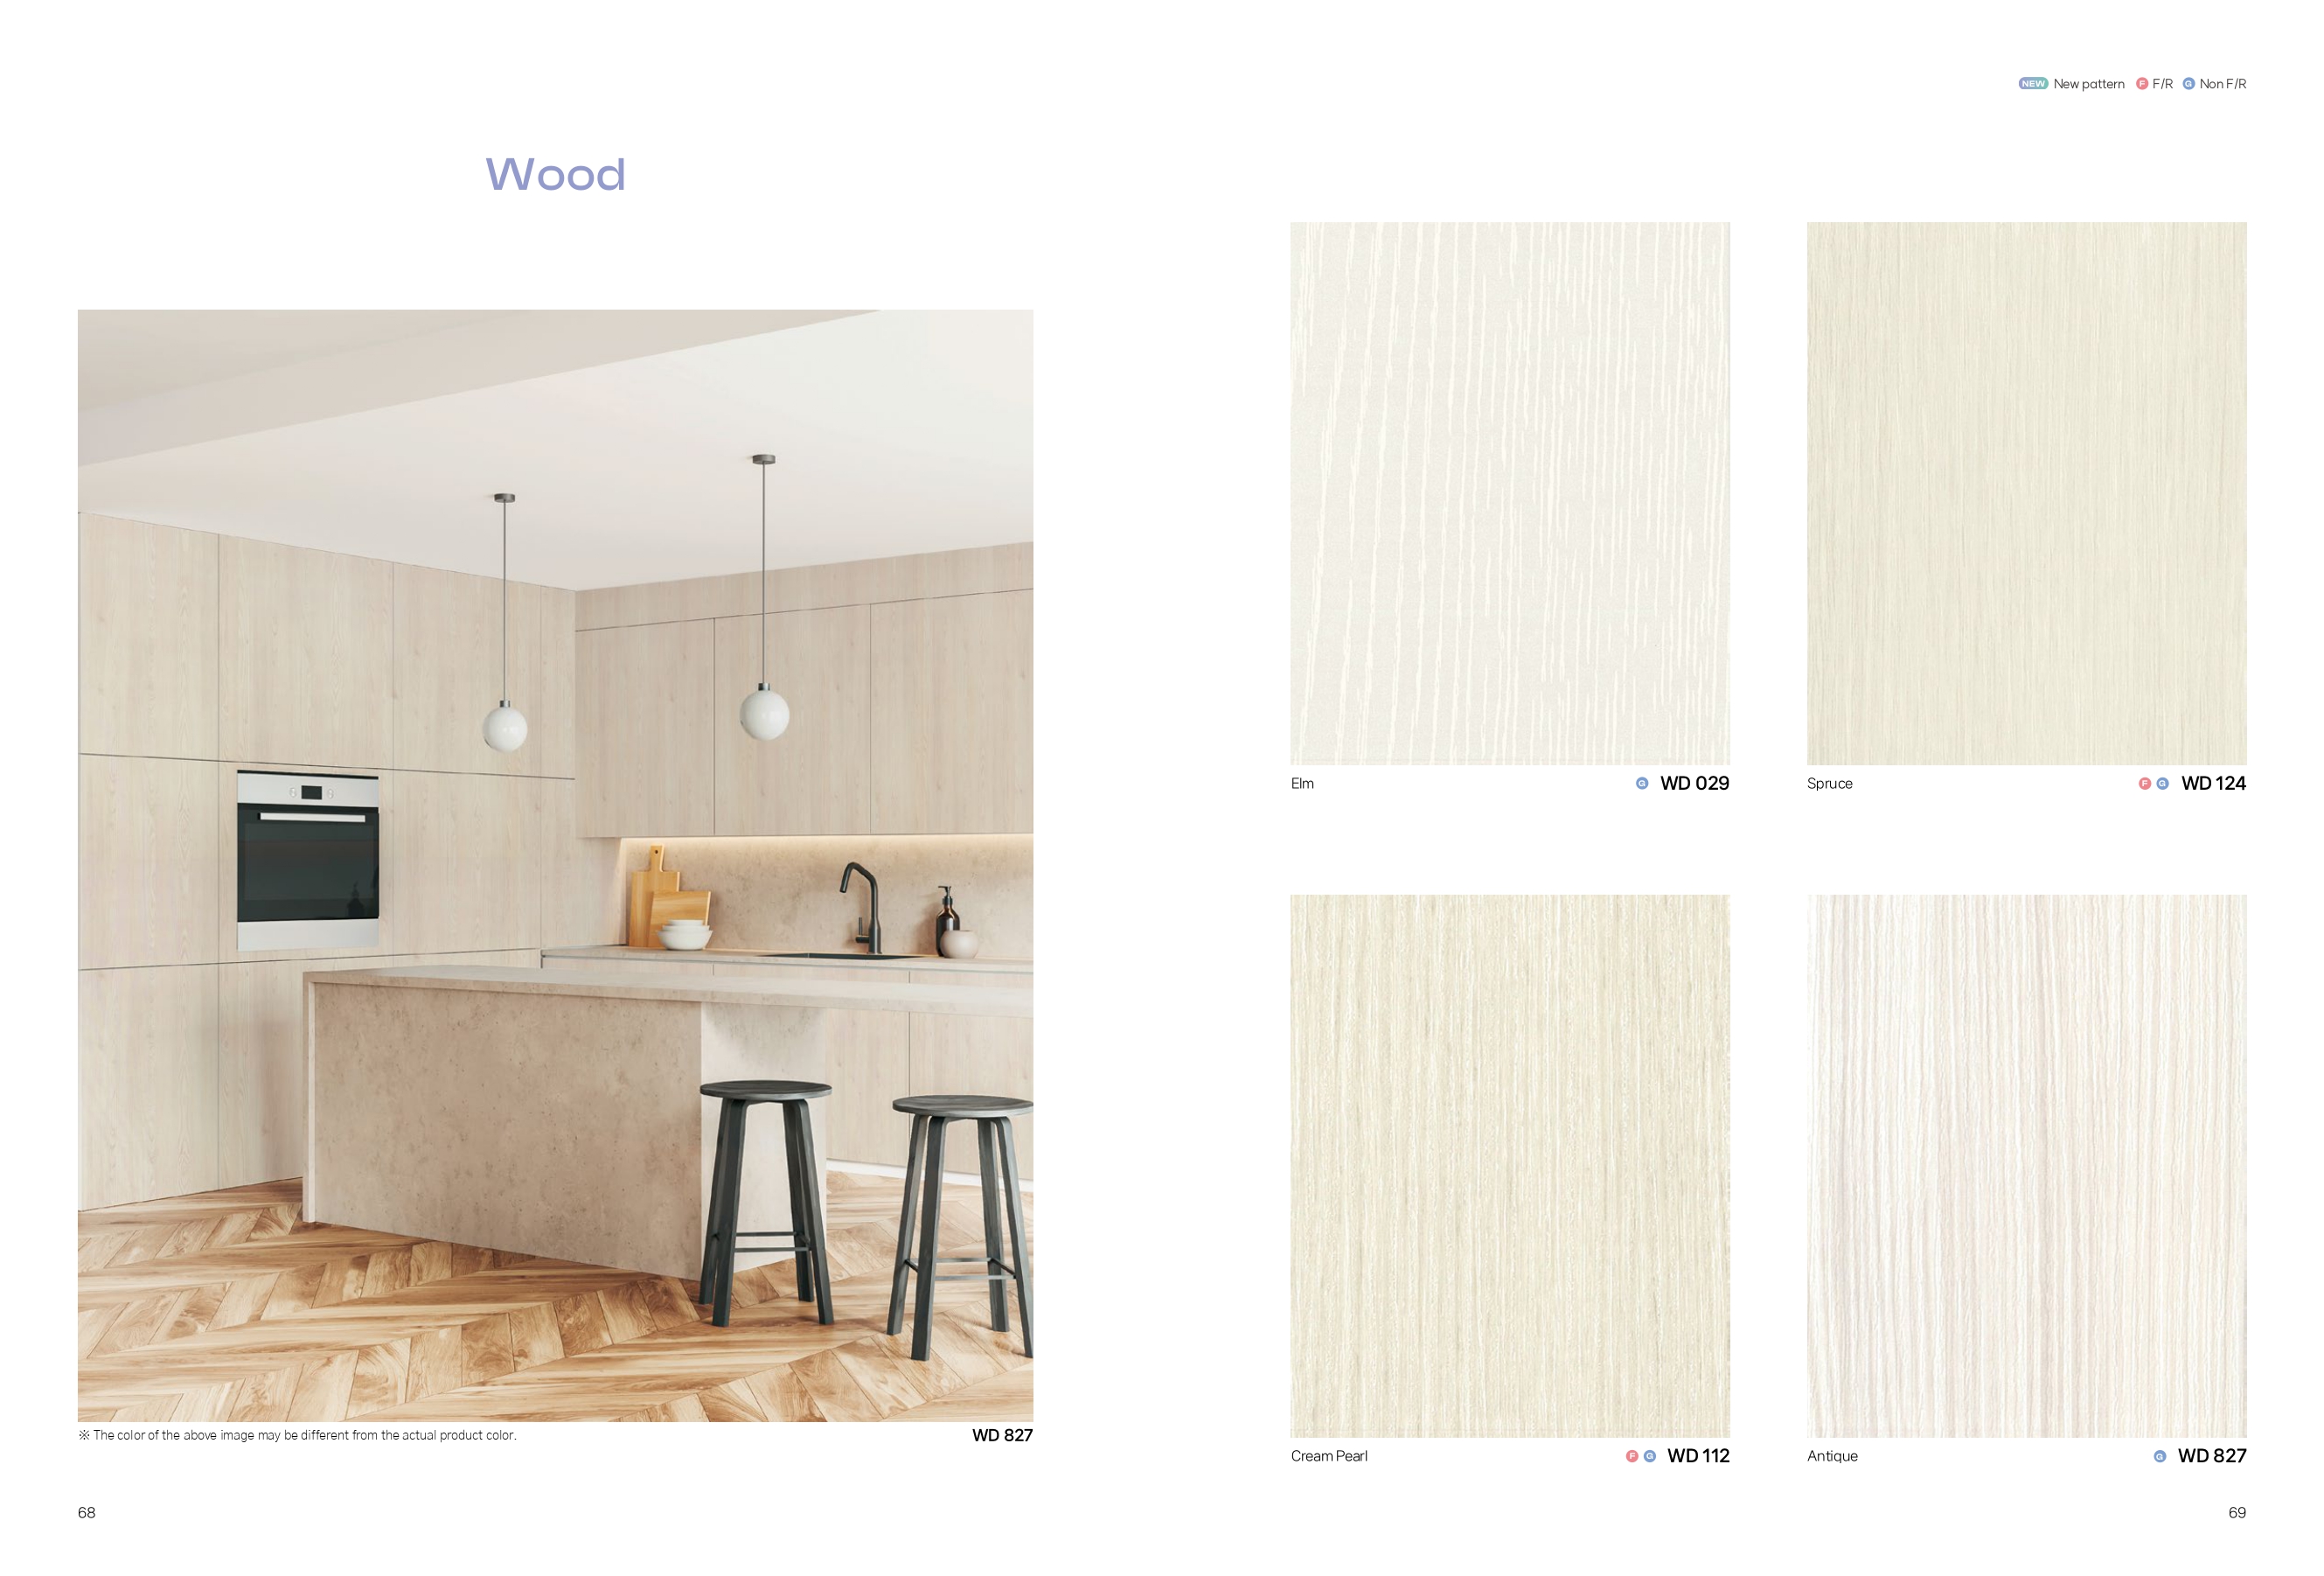 NEW New pattern F F/R G Non F/R
Wood
※ The color of the above image may be different from the actual product color.
WD 827
68
Elm G WD 029
Spruce F G WD 124
Cream Pearl F G WD 112
Antique G WD 827
69